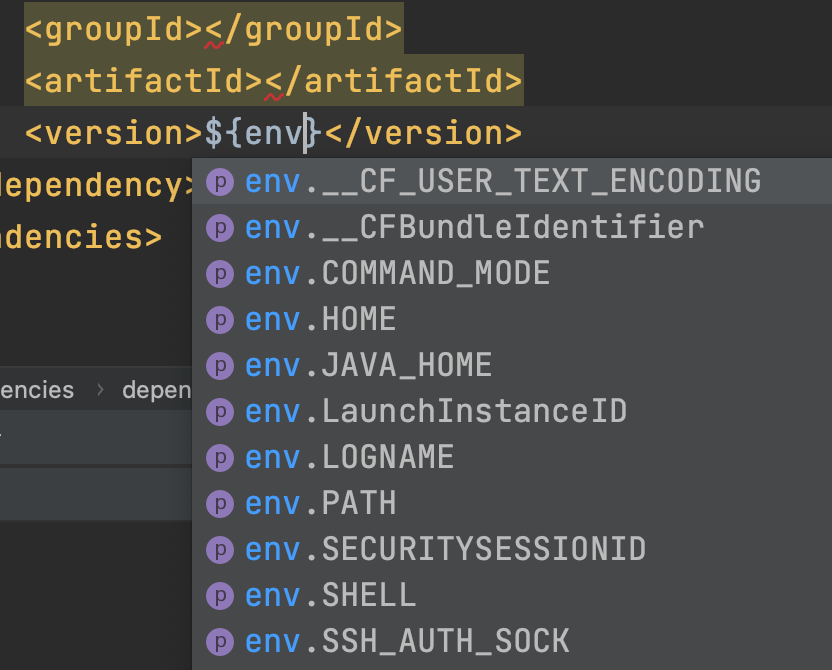 <groupId></groupId>
<artifactId></artifactId>
<version>${env}</version>
dependency>
ndencies>
p env.__CF_USER_TEXT_ENCODING
p env.__CFBundleIdentifier
p env.COMMAND_MODE
p env.HOME
p env.JAVA_HOME
encies › depen
p env.LaunchInstanceID
p env.LOGNAME
p env.PATH
p env.SECURITYSESSIONID
p env.SHELL
p env.SSH_AUTH_SOCK